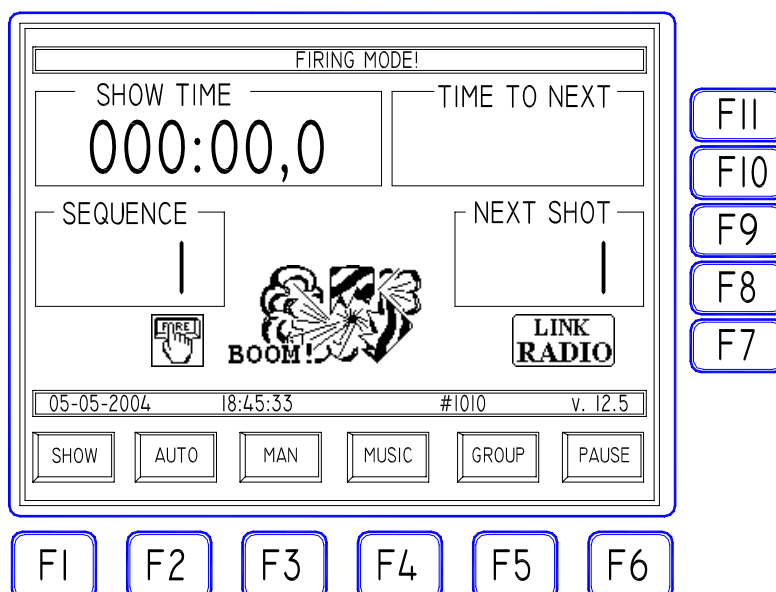 FIRING MODE!
SHOW TIME
000:00,0
TIME TO NEXT
SEQUENCE
1
NEXT SHOT
1
FIRE
BOOM!
LINK
RADIO
05-05-2004 18:45:33 #1010 v. 12.5
SHOW AUTO MAN MUSIC GROUP PAUSE
F11
F10
F9
F8
F7
F1 F2 F3 F4 F5 F6